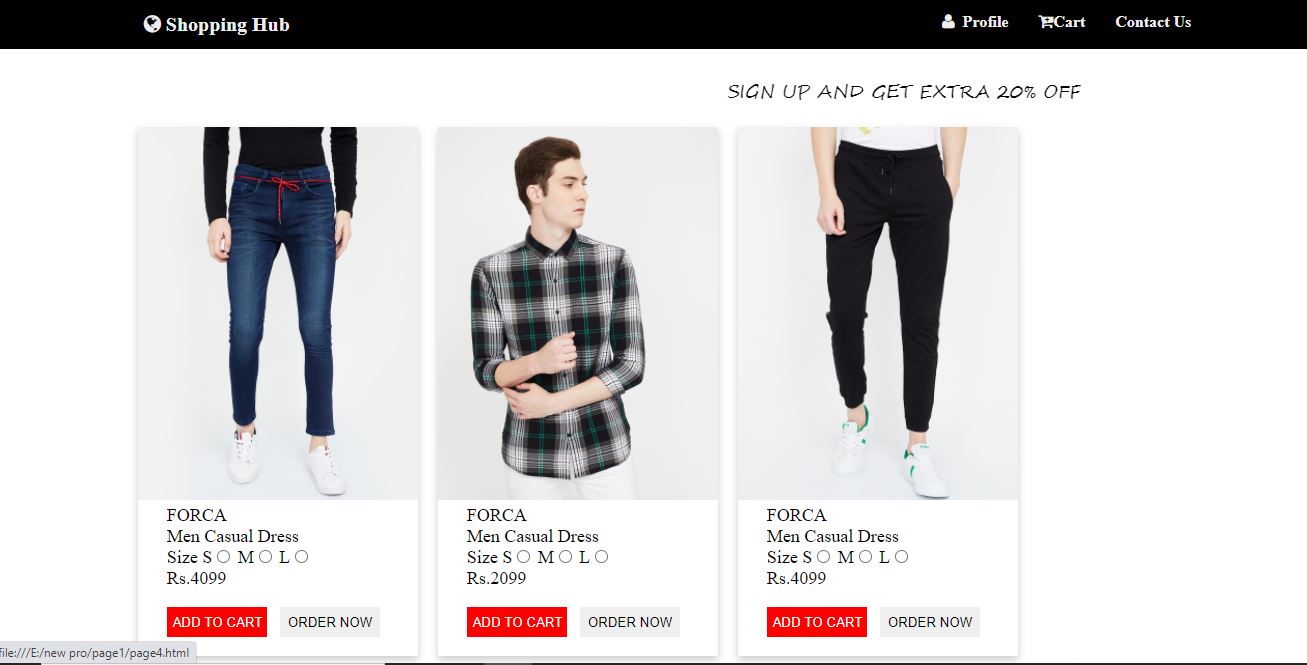 Shopping Hub
Profile
Cart
Contact Us
SIGN UP AND GET EXTRA 20% OFF
FORCA
Men Casual Dress
Size S M L
Rs.4099
ADD TO CART
ORDER NOW
FORCA
Men Casual Dress
Size S M L
Rs.2099
ADD TO CART
ORDER NOW
FORCA
Men Casual Dress
Size S M L
Rs.4099
ADD TO CART
ORDER NOW
file:///E:/new pro/page1/page4.html